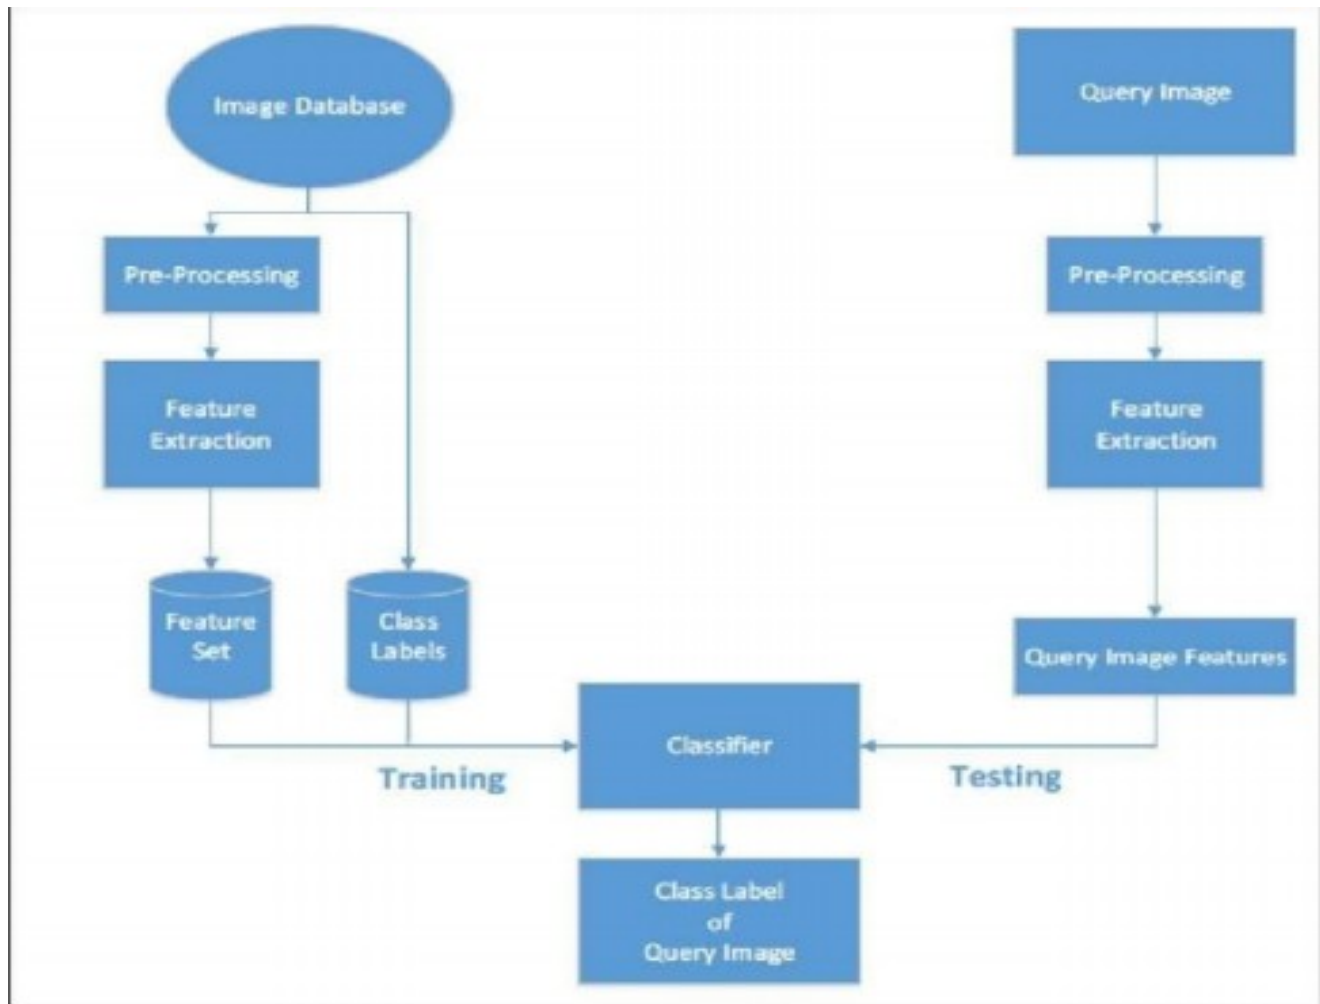 Image Database
Query Image
Pre-Processing
Pre-Processing
Feature
Extraction
Feature
Extraction
Feature
Set
Class
Labels
Query Image Features
Classifier
Training
Testing
Class Label
of
Query Image